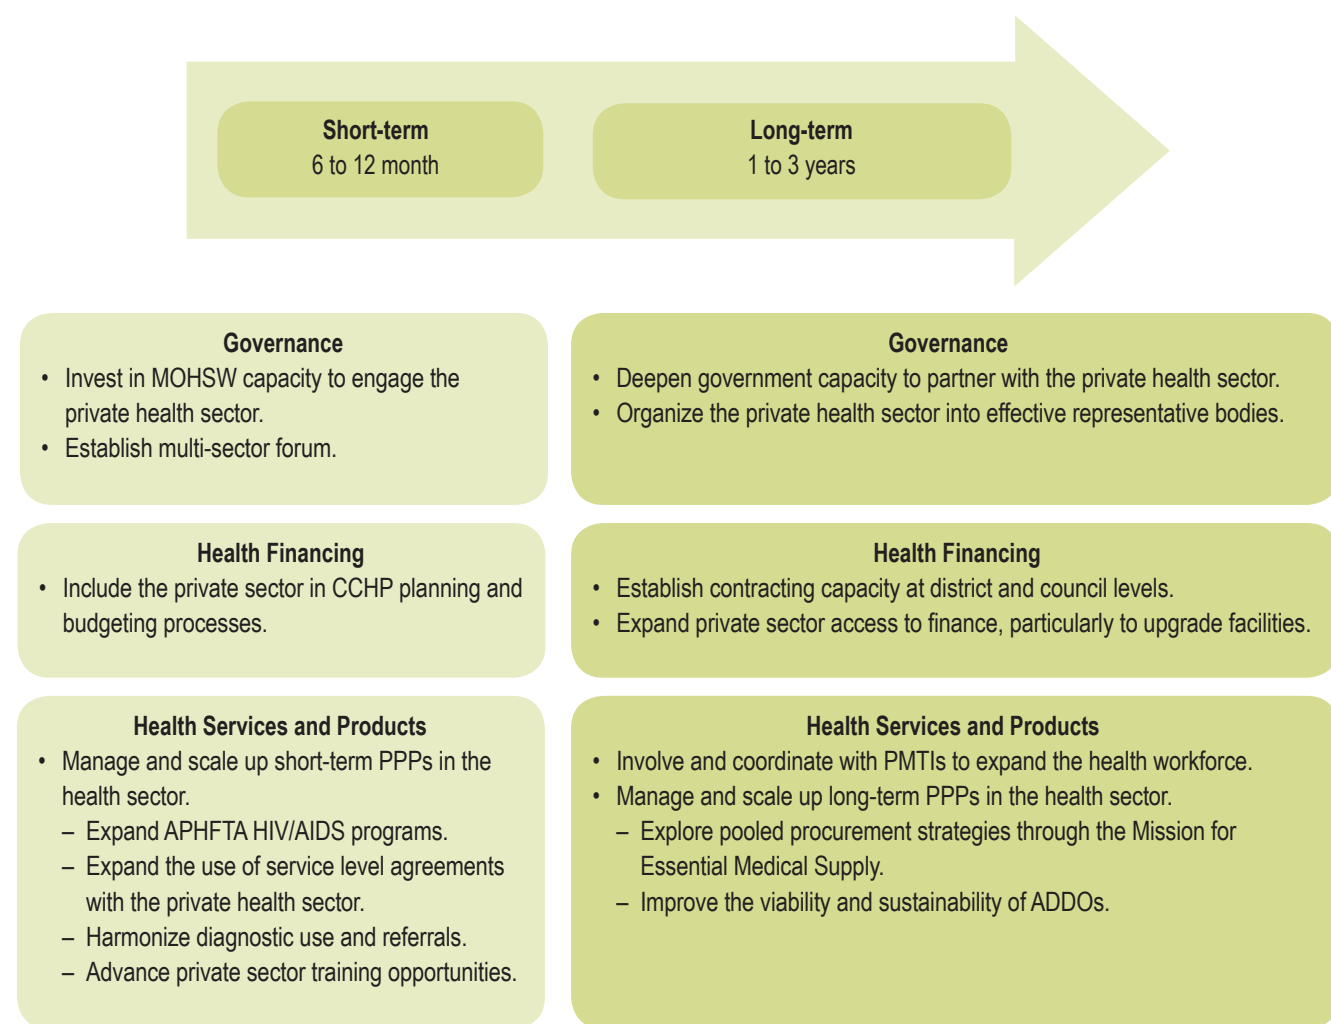 Short-term
6 to 12 month
Long-term
1 to 3 years
Governance
• Invest in MOHSW capacity to engage the
private health sector.
• Establish multi-sector forum.
Governance
• Deepen government capacity to partner with the private health sector.
• Organize the private health sector into effective representative bodies.
Health Financing
• Include the private sector in CCHP planning and
budgeting processes.
Health Financing
• Establish contracting capacity at district and council levels.
• Expand private sector access to finance, particularly to upgrade facilities.
Health Services and Products
• Manage and scale up short-term PPPs in the
health sector.
– Expand APHFTA HIV/AIDS programs.
– Expand the use of service level agreements
with the private health sector.
– Harmonize diagnostic use and referrals.
– Advance private sector training opportunities.
Health Services and Products
• Involve and coordinate with PMTIs to expand the health workforce.
• Manage and scale up long-term PPPs in the health sector.
– Explore pooled procurement strategies through the Mission for
Essential Medical Supply.
– Improve the viability and sustainability of ADDOs.